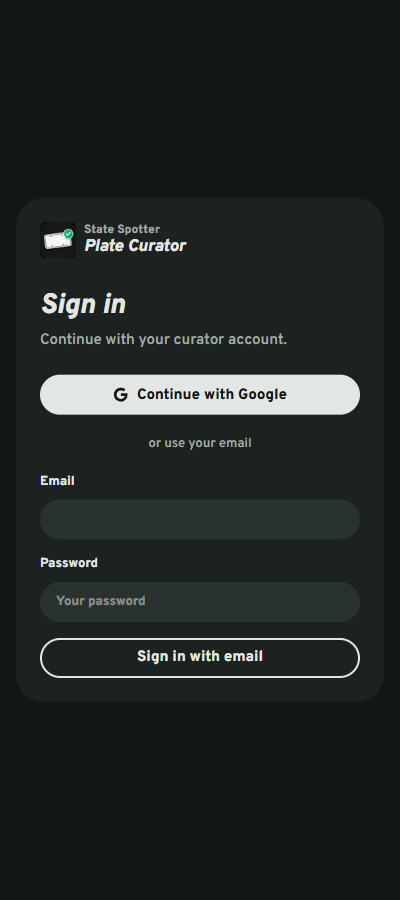 State Spotter
Plate Curator
Sign in
Continue with your curator account.
Continue with Google
or use your email
Email
Password
Your password
Sign in with email